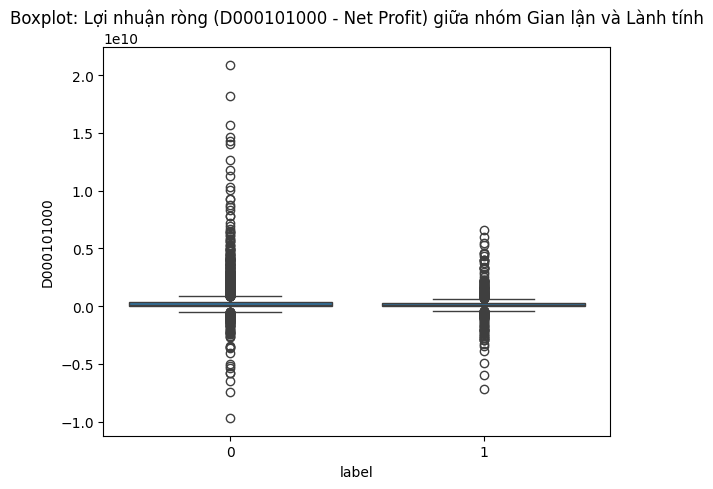 Boxplot: Lợi nhuận ròng (D000101000 - Net Profit) giữa nhóm Gian lận và Lành tính
1e10
2.0
1.5
1.0
0.5
0.0
−0.5
−1.0
D000101000
0
1
label